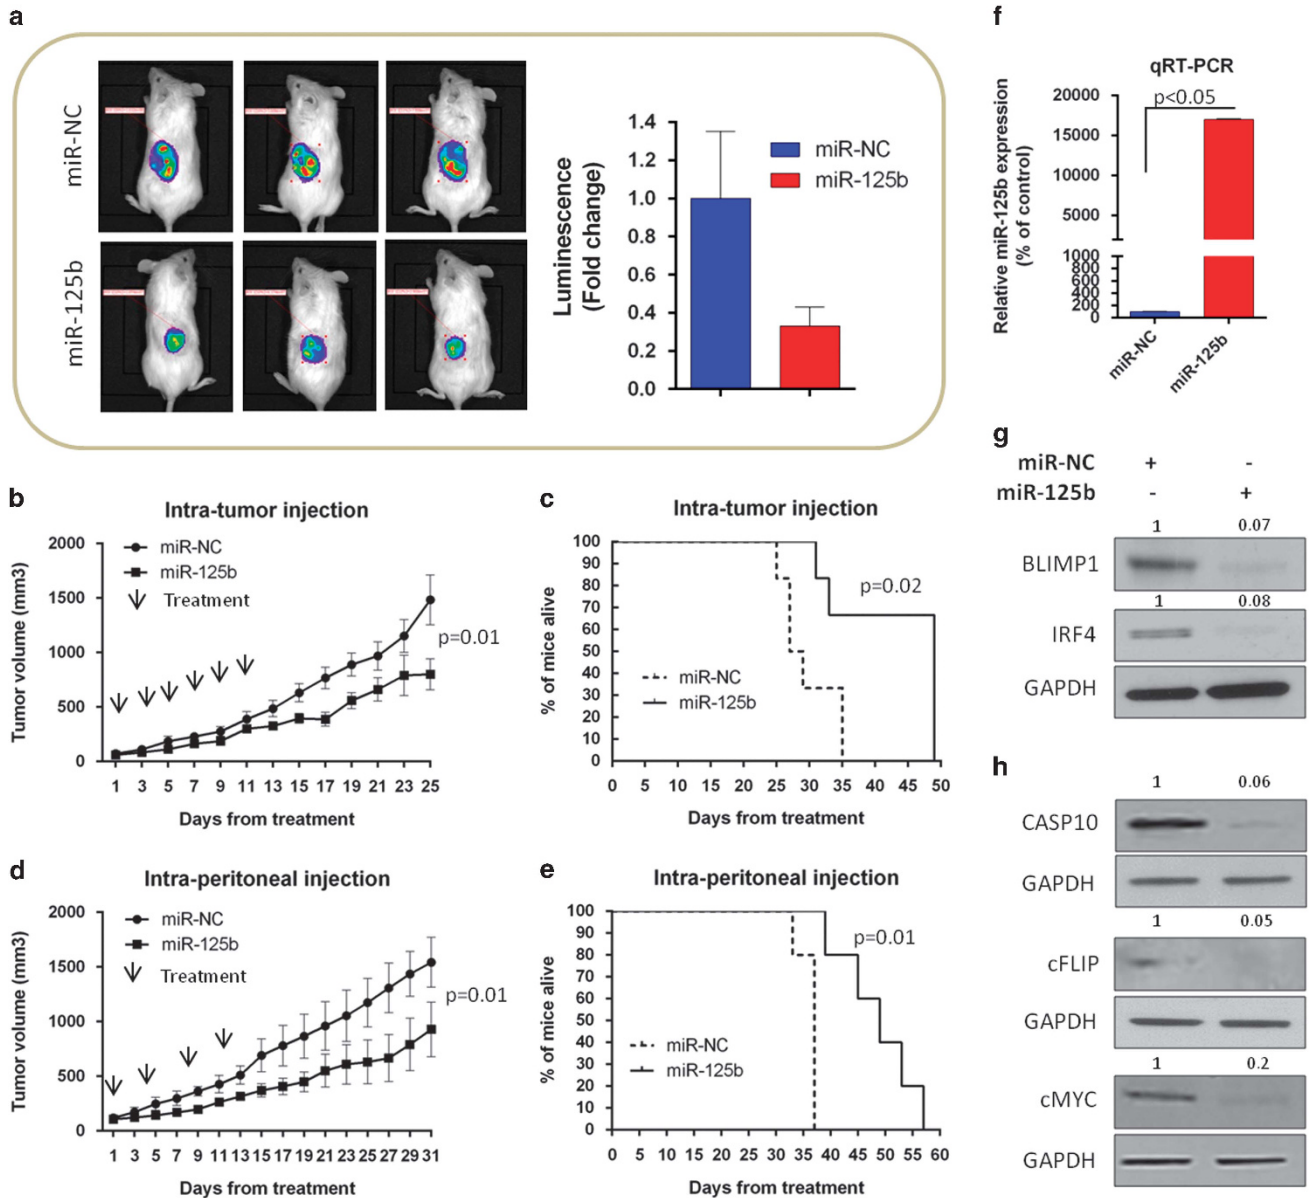 a
miR-NC
miR-125b
Luminescence
(Fold change)
1.4
1.2
1.0
0.8
0.6
0.4
0.2
0.0
miR-NC
miR-125b
f
qRT-PCR
p<0.05
Relative miR-125b expression
(% of control)
20000
15000
10000
5000
1000
800
600
400
200
0
miR-NC
miR-125b
b
Intra-tumor injection
Tumor volume (mm3)
2000
1500
1000
500
0
miR-NC
miR-125b
Treatment
p=0.01
1 3 5 7 9 11 13 15 17 19 21 23 25
Days from treatment
c
Intra-tumor injection
% of mice alive
100
90
80
70
60
50
40
30
20
10
0
p=0.02
miR-NC
miR-125b
0 5 10 15 20 25 30 35 40 45 50
Days from treatment
d
Intra-peritoneal injection
Tumor volume (mm3)
2000
1500
1000
500
0
miR-NC
miR-125b
Treatment
p=0.01
1 3 5 7 9 11 13 15 17 19 21 23 25 27 29 31
Days from treatment
e
Intra-peritoneal injection
% of mice alive
100
90
80
70
60
50
40
30
20
10
0
p=0.01
miR-NC
miR-125b
0 5 10 15 20 25 30 35 40 45 50 55 60
Days from treatment
g
miR-NC + -
miR-125b - +
1 0.07
BLIMP1
1 0.08
IRF4
GAPDH
h
1 0.06
CASP10
GAPDH
1 0.05
cFLIP
GAPDH
1 0.2
cMYC
GAPDH